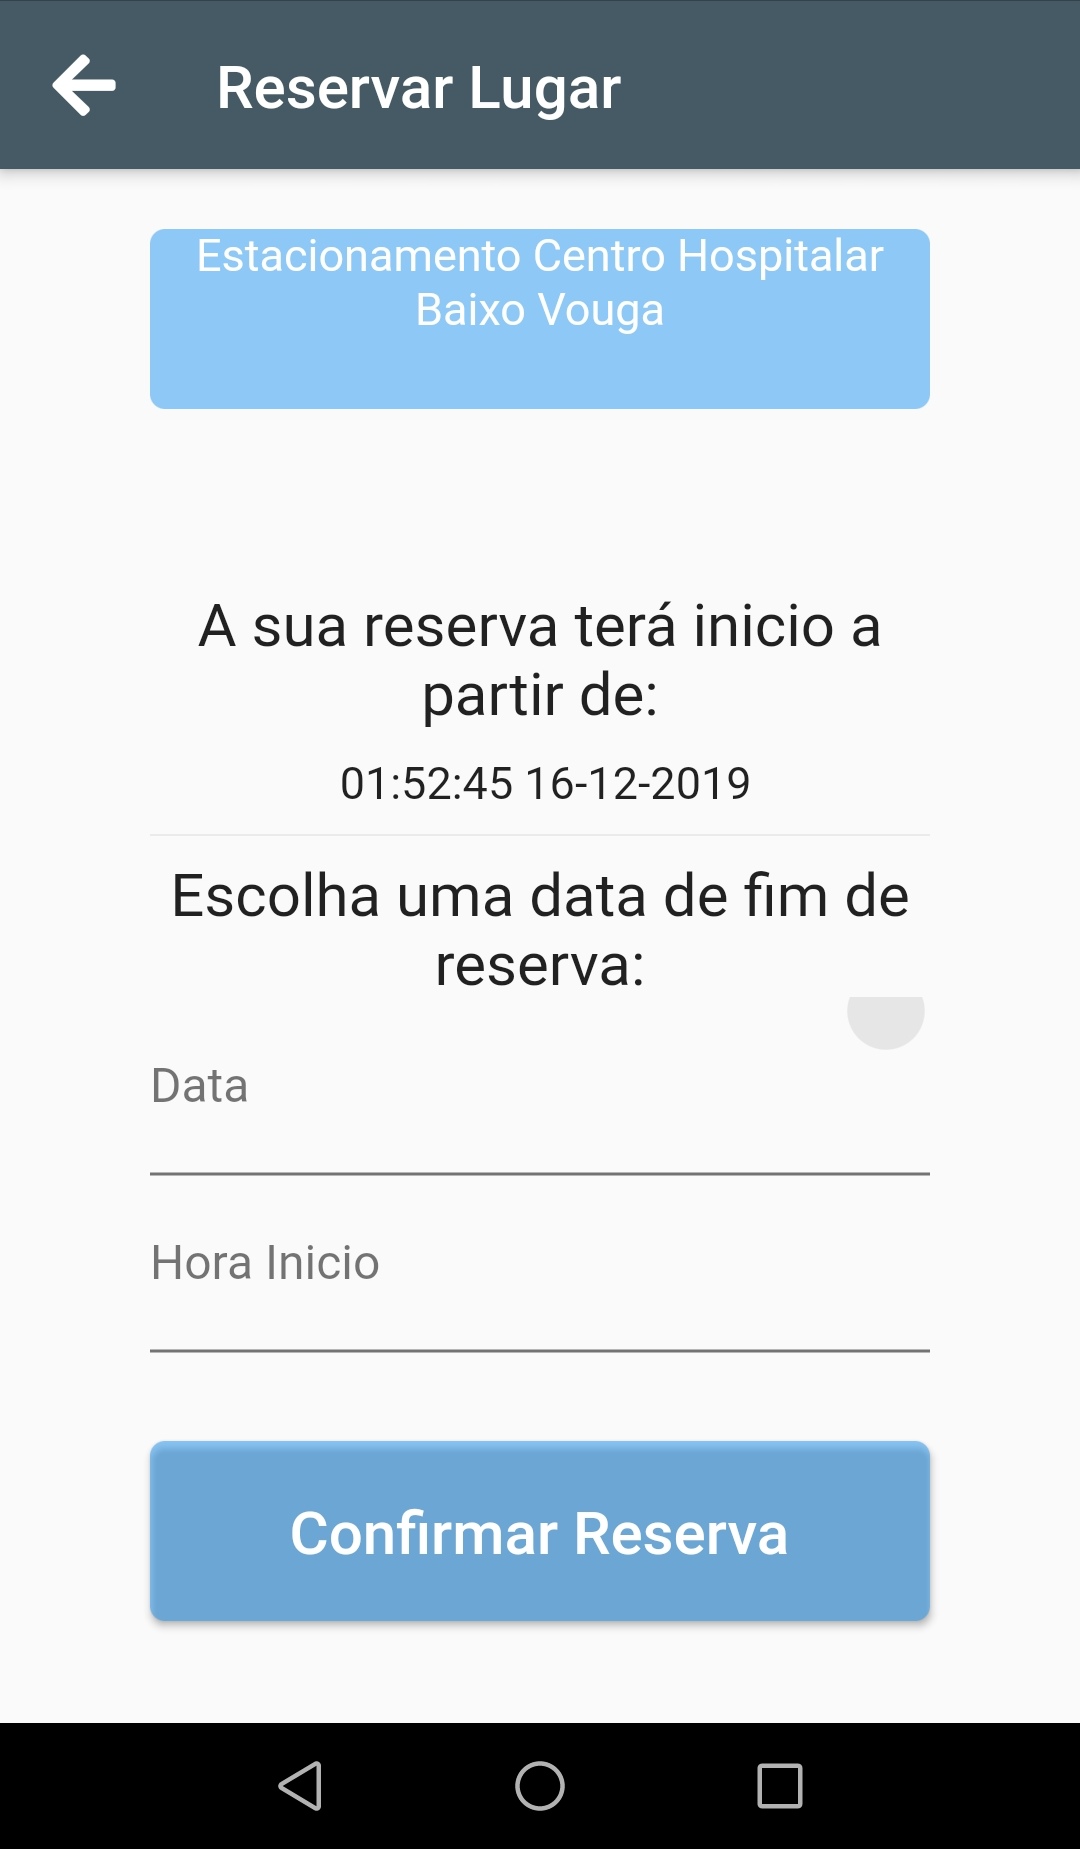 Reservar Lugar
Estacionamento Centro Hospitalar
Baixo Vouga
A sua reserva terá inicio a
partir de:
01:52:45 16-12-2019
Escolha uma data de fim de
reserva:
Data
Hora Inicio
Confirmar Reserva